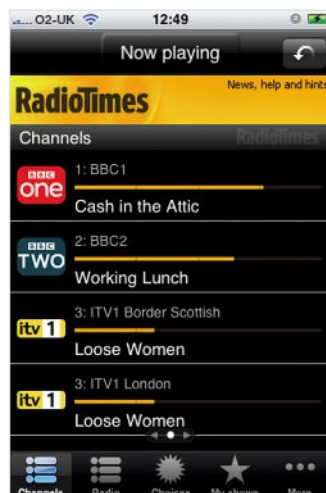 O2-UK 12:49
Now playing
RadioTimes
News, help and hints
Channels RadioTimes
BBC one
1: BBC1
Cash in the Attic
BBC TWO
2: BBC2
Working Lunch
itv 1
3: ITV1 Border Scottish
Loose Women
itv 1
3: ITV1 London
Loose Women
Channels Radio Choices My shows More